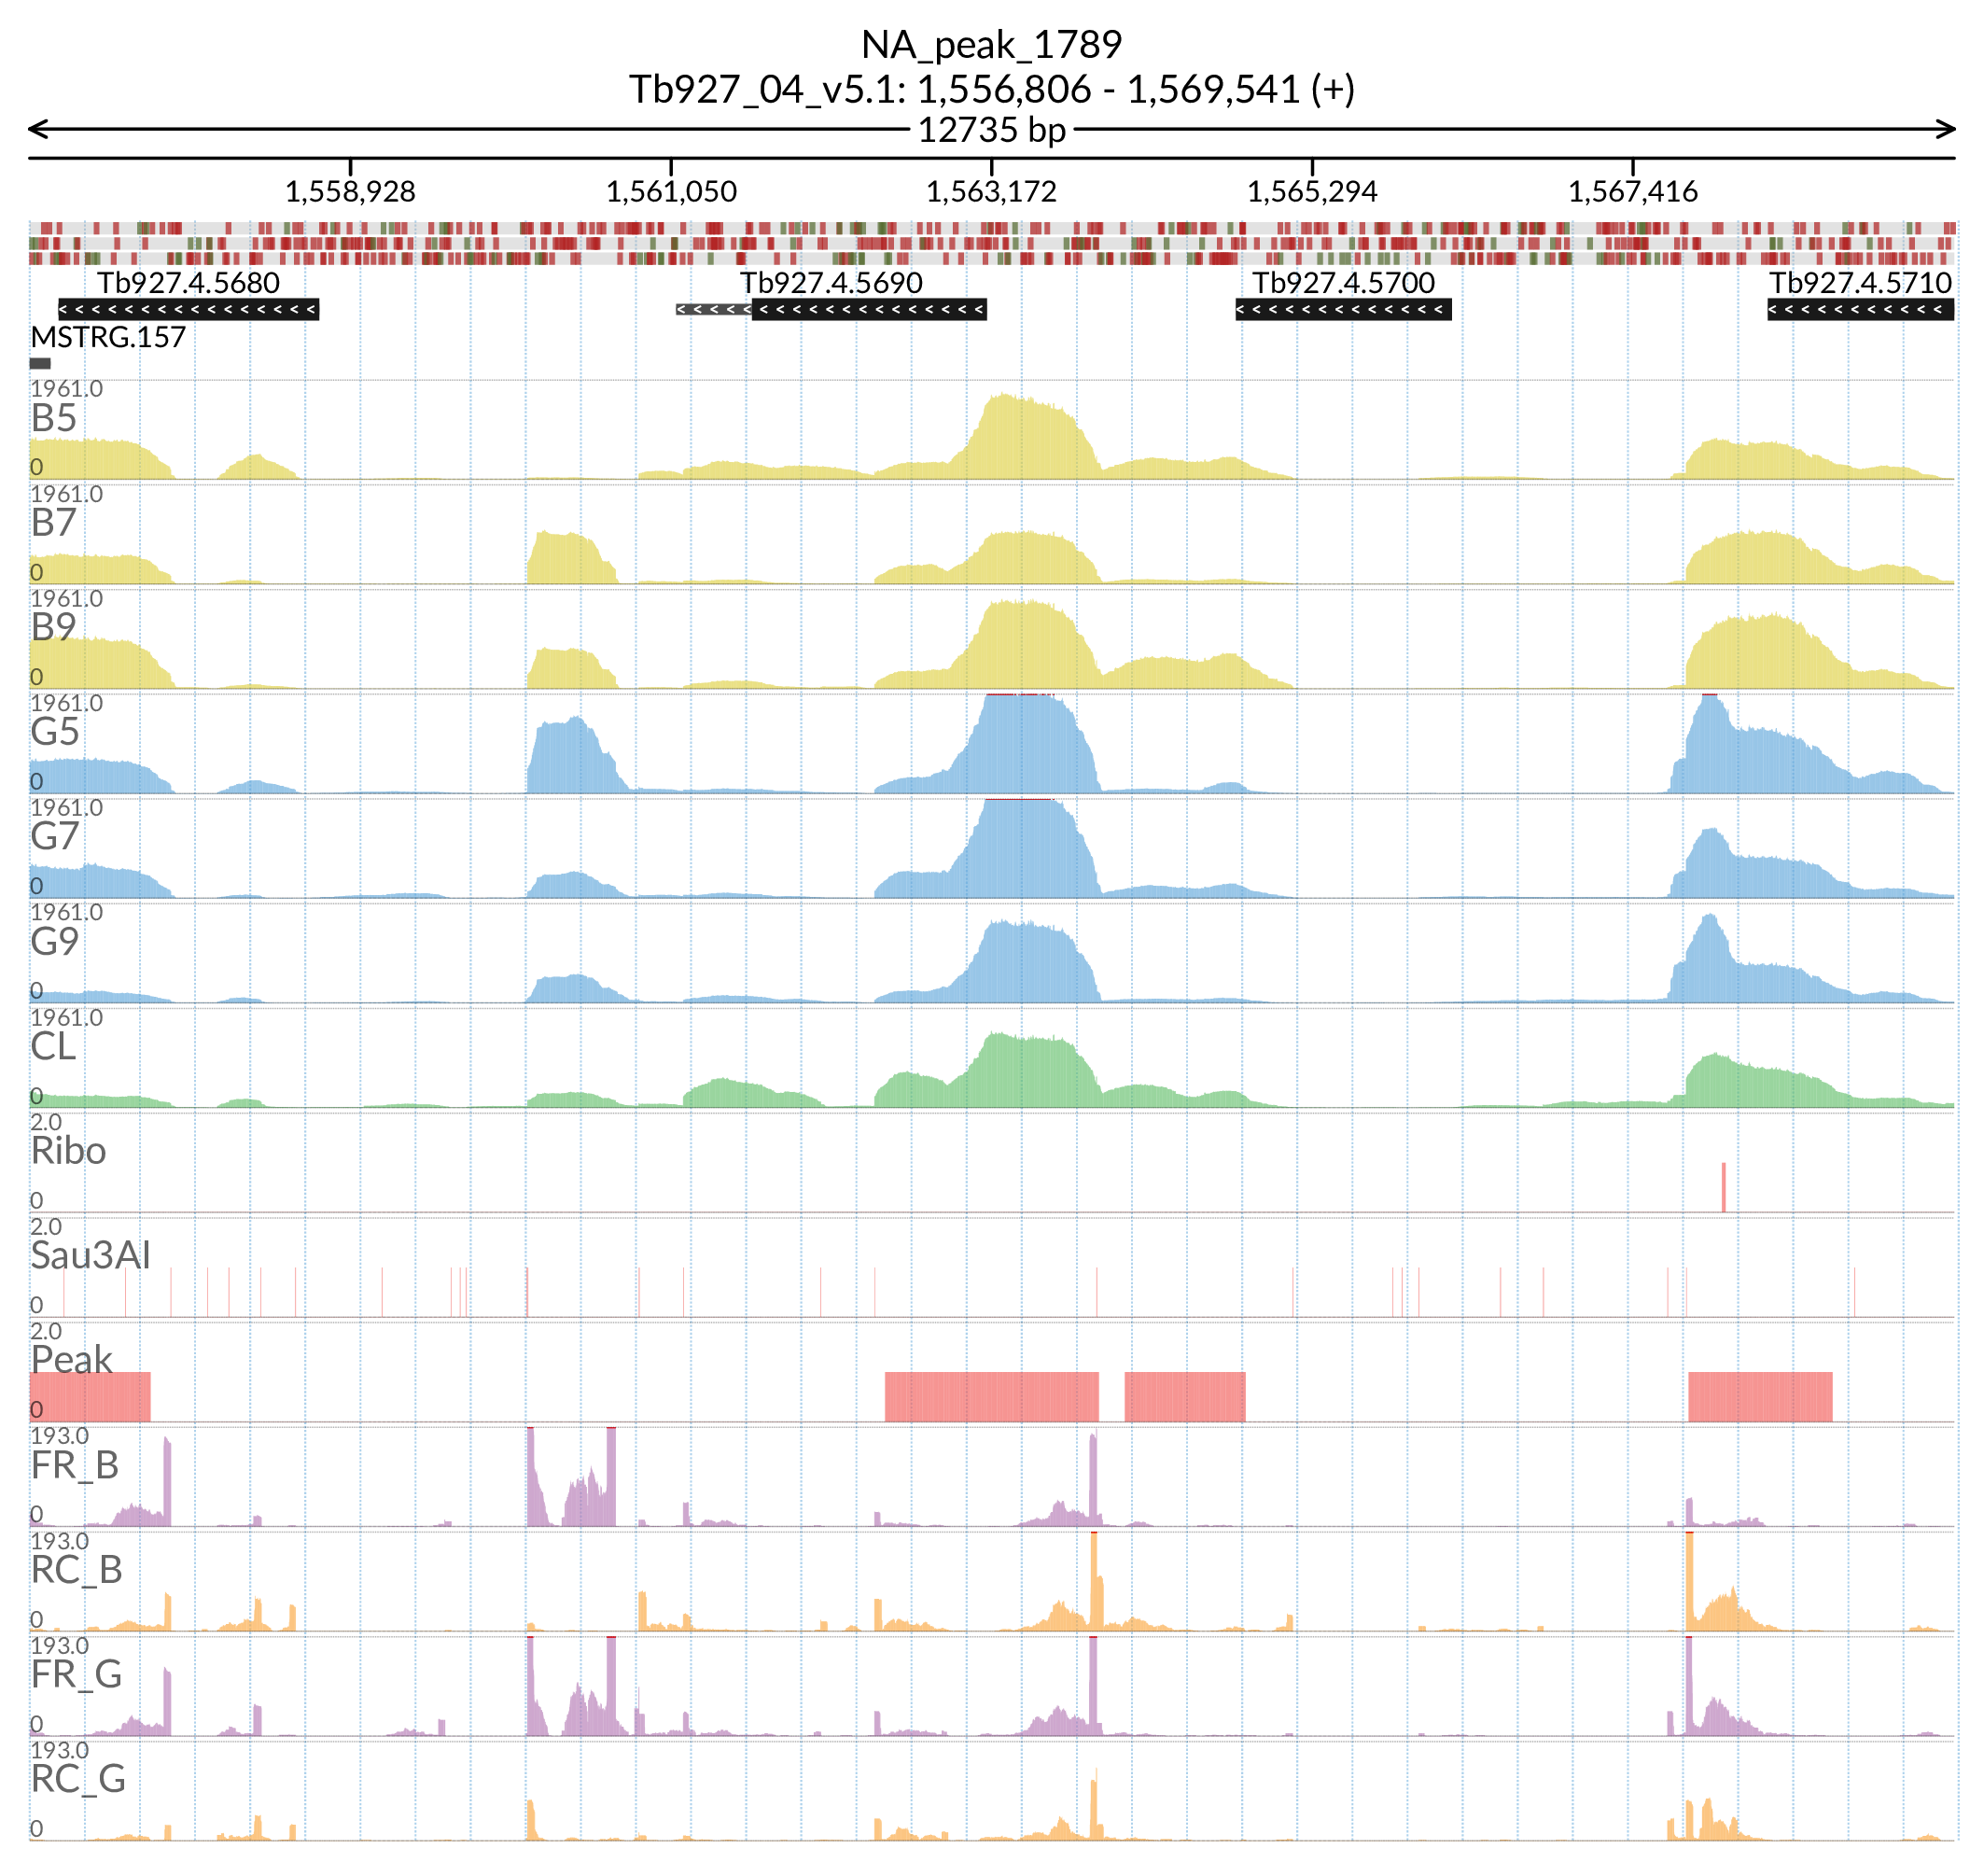 NA_peak_1789
Tb927_04_v5.1: 1,556,806 - 1,569,541 (+)
12735 bp
1,558,928 1,561,050 1,563,172 1,565,294 1,567,416
Tb927.4.5680 Tb927.4.5690 Tb927.4.5700 Tb927.4.5710
MSTRG.157
1961.0
B5
0
1961.0
B7
0
1961.0
B9
0
1961.0
G5
0
1961.0
G7
0
1961.0
G9
0
1961.0
CL
0
2.0
Ribo
0
2.0
Sau3AI
0
2.0
Peak
0
193.0
FR_B
0
193.0
RC_B
0
193.0
FR_G
0
193.0
RC_G
0